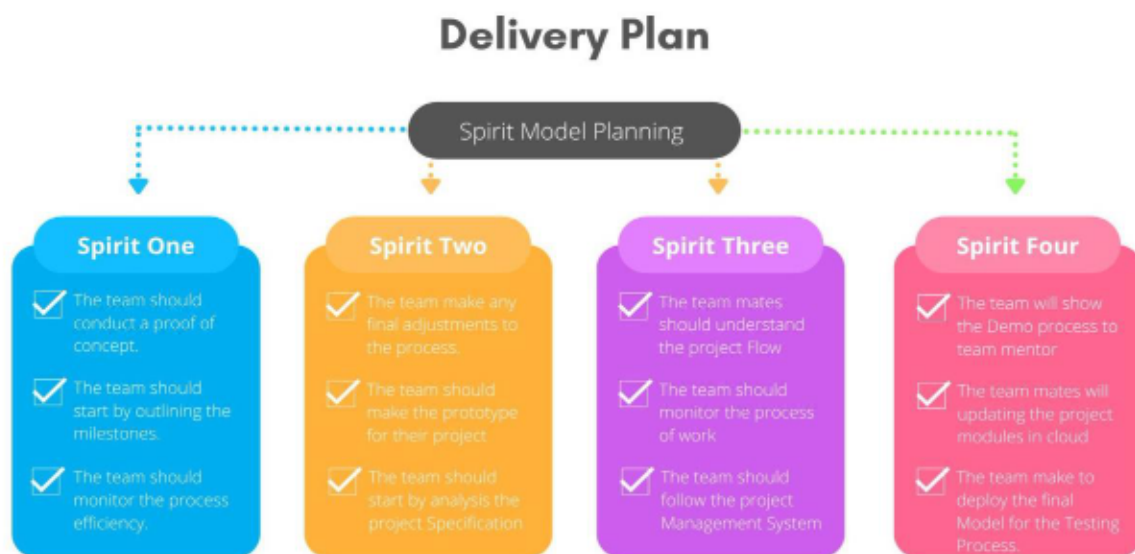 Delivery Plan
Spirit Model Planning
Spirit One
The team should
conduct a proof of
concept.
The team should
start by outlining the
milestones.
The team should
monitor the process
efficiency.
Spirit Two
The team make any
final adjustments to
the process.
The team should
make the prototype
for their project
The team should
start by analysis the
project Specification
Spirit Three
The team mates
should understand
the project Flow
The team should
monitor the process
of work
The team should
follow the project
Management System
Spirit Four
The team will show
the Demo process to
team mentor
The team mates will
updating the project
modules in cloud
The team make to
deploy the final
Model for the Testing
Process.